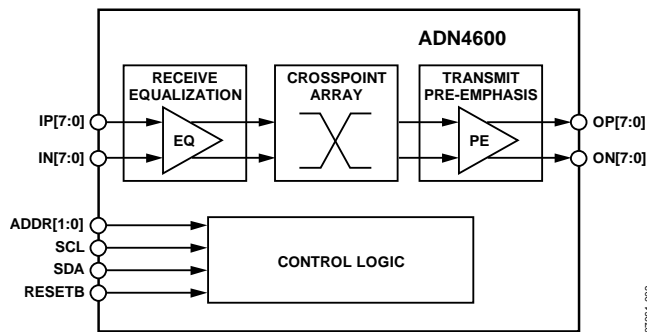 ADN4600
RECEIVE
EQUALIZATION
CROSSPOINT
ARRAY
TRANSMIT
PRE-EMPHASIS
IP[7:0]
IN[7:0]
EQ
PE
OP[7:0]
ON[7:0]
ADDR[1:0]
SCL
SDA
RESETB
CONTROL LOGIC